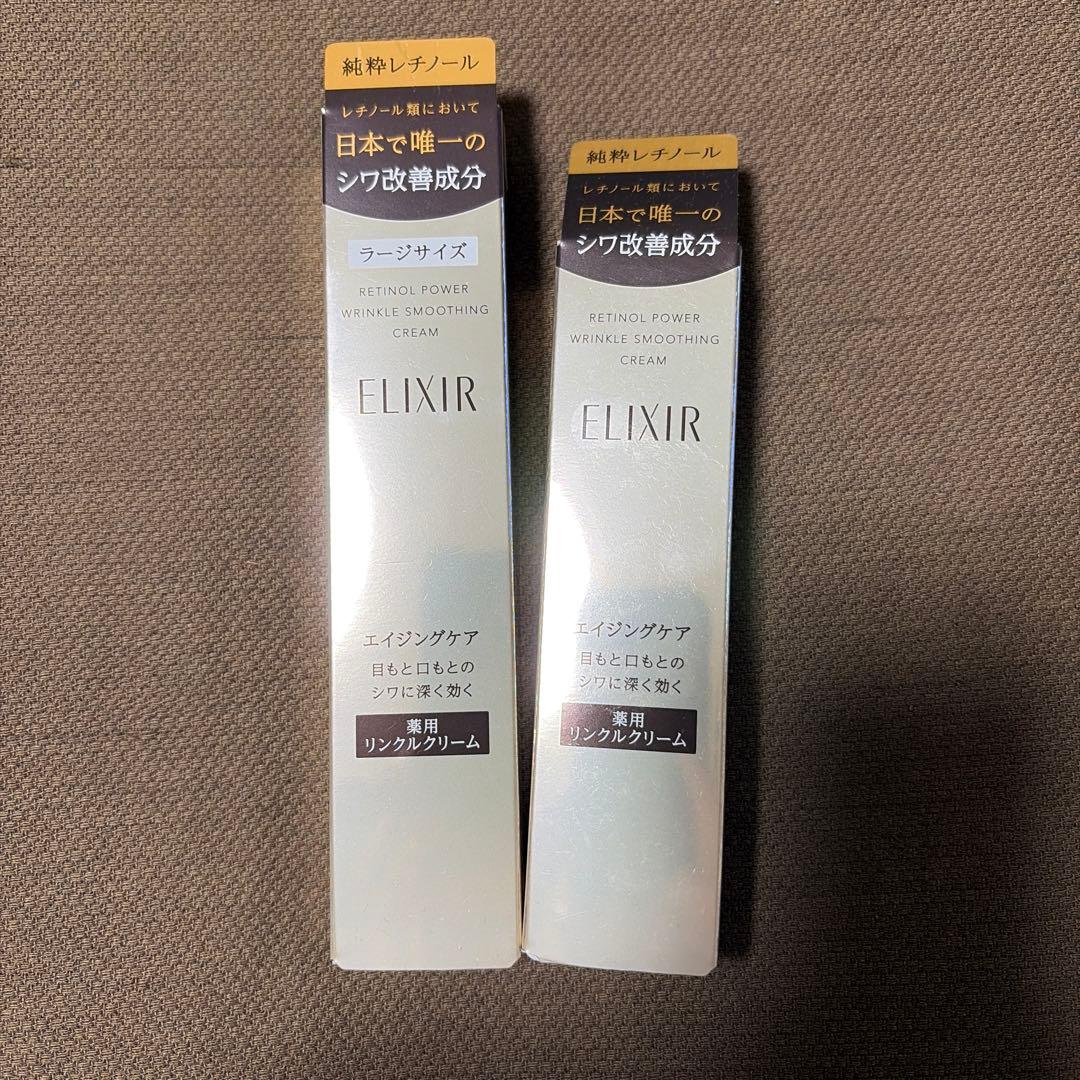 純粋レチノール
レチノール類において
日本で唯一の
シワ改善成分
ラージサイズ
RETINOL POWER
WRINKLE SMOOTHING
CREAM
ELIXIR
エイジングケア
目もと口もとの
シワに深く効く
薬用
リンクルクリーム
純粋レチノール
レチノール類において
日本で唯一の
シワ改善成分
RETINOL POWER
WRINKLE SMOOTHING
CREAM
ELIXIR
エイジングケア
目もと口もとの
シワに深く効く
薬用
リンクルクリーム